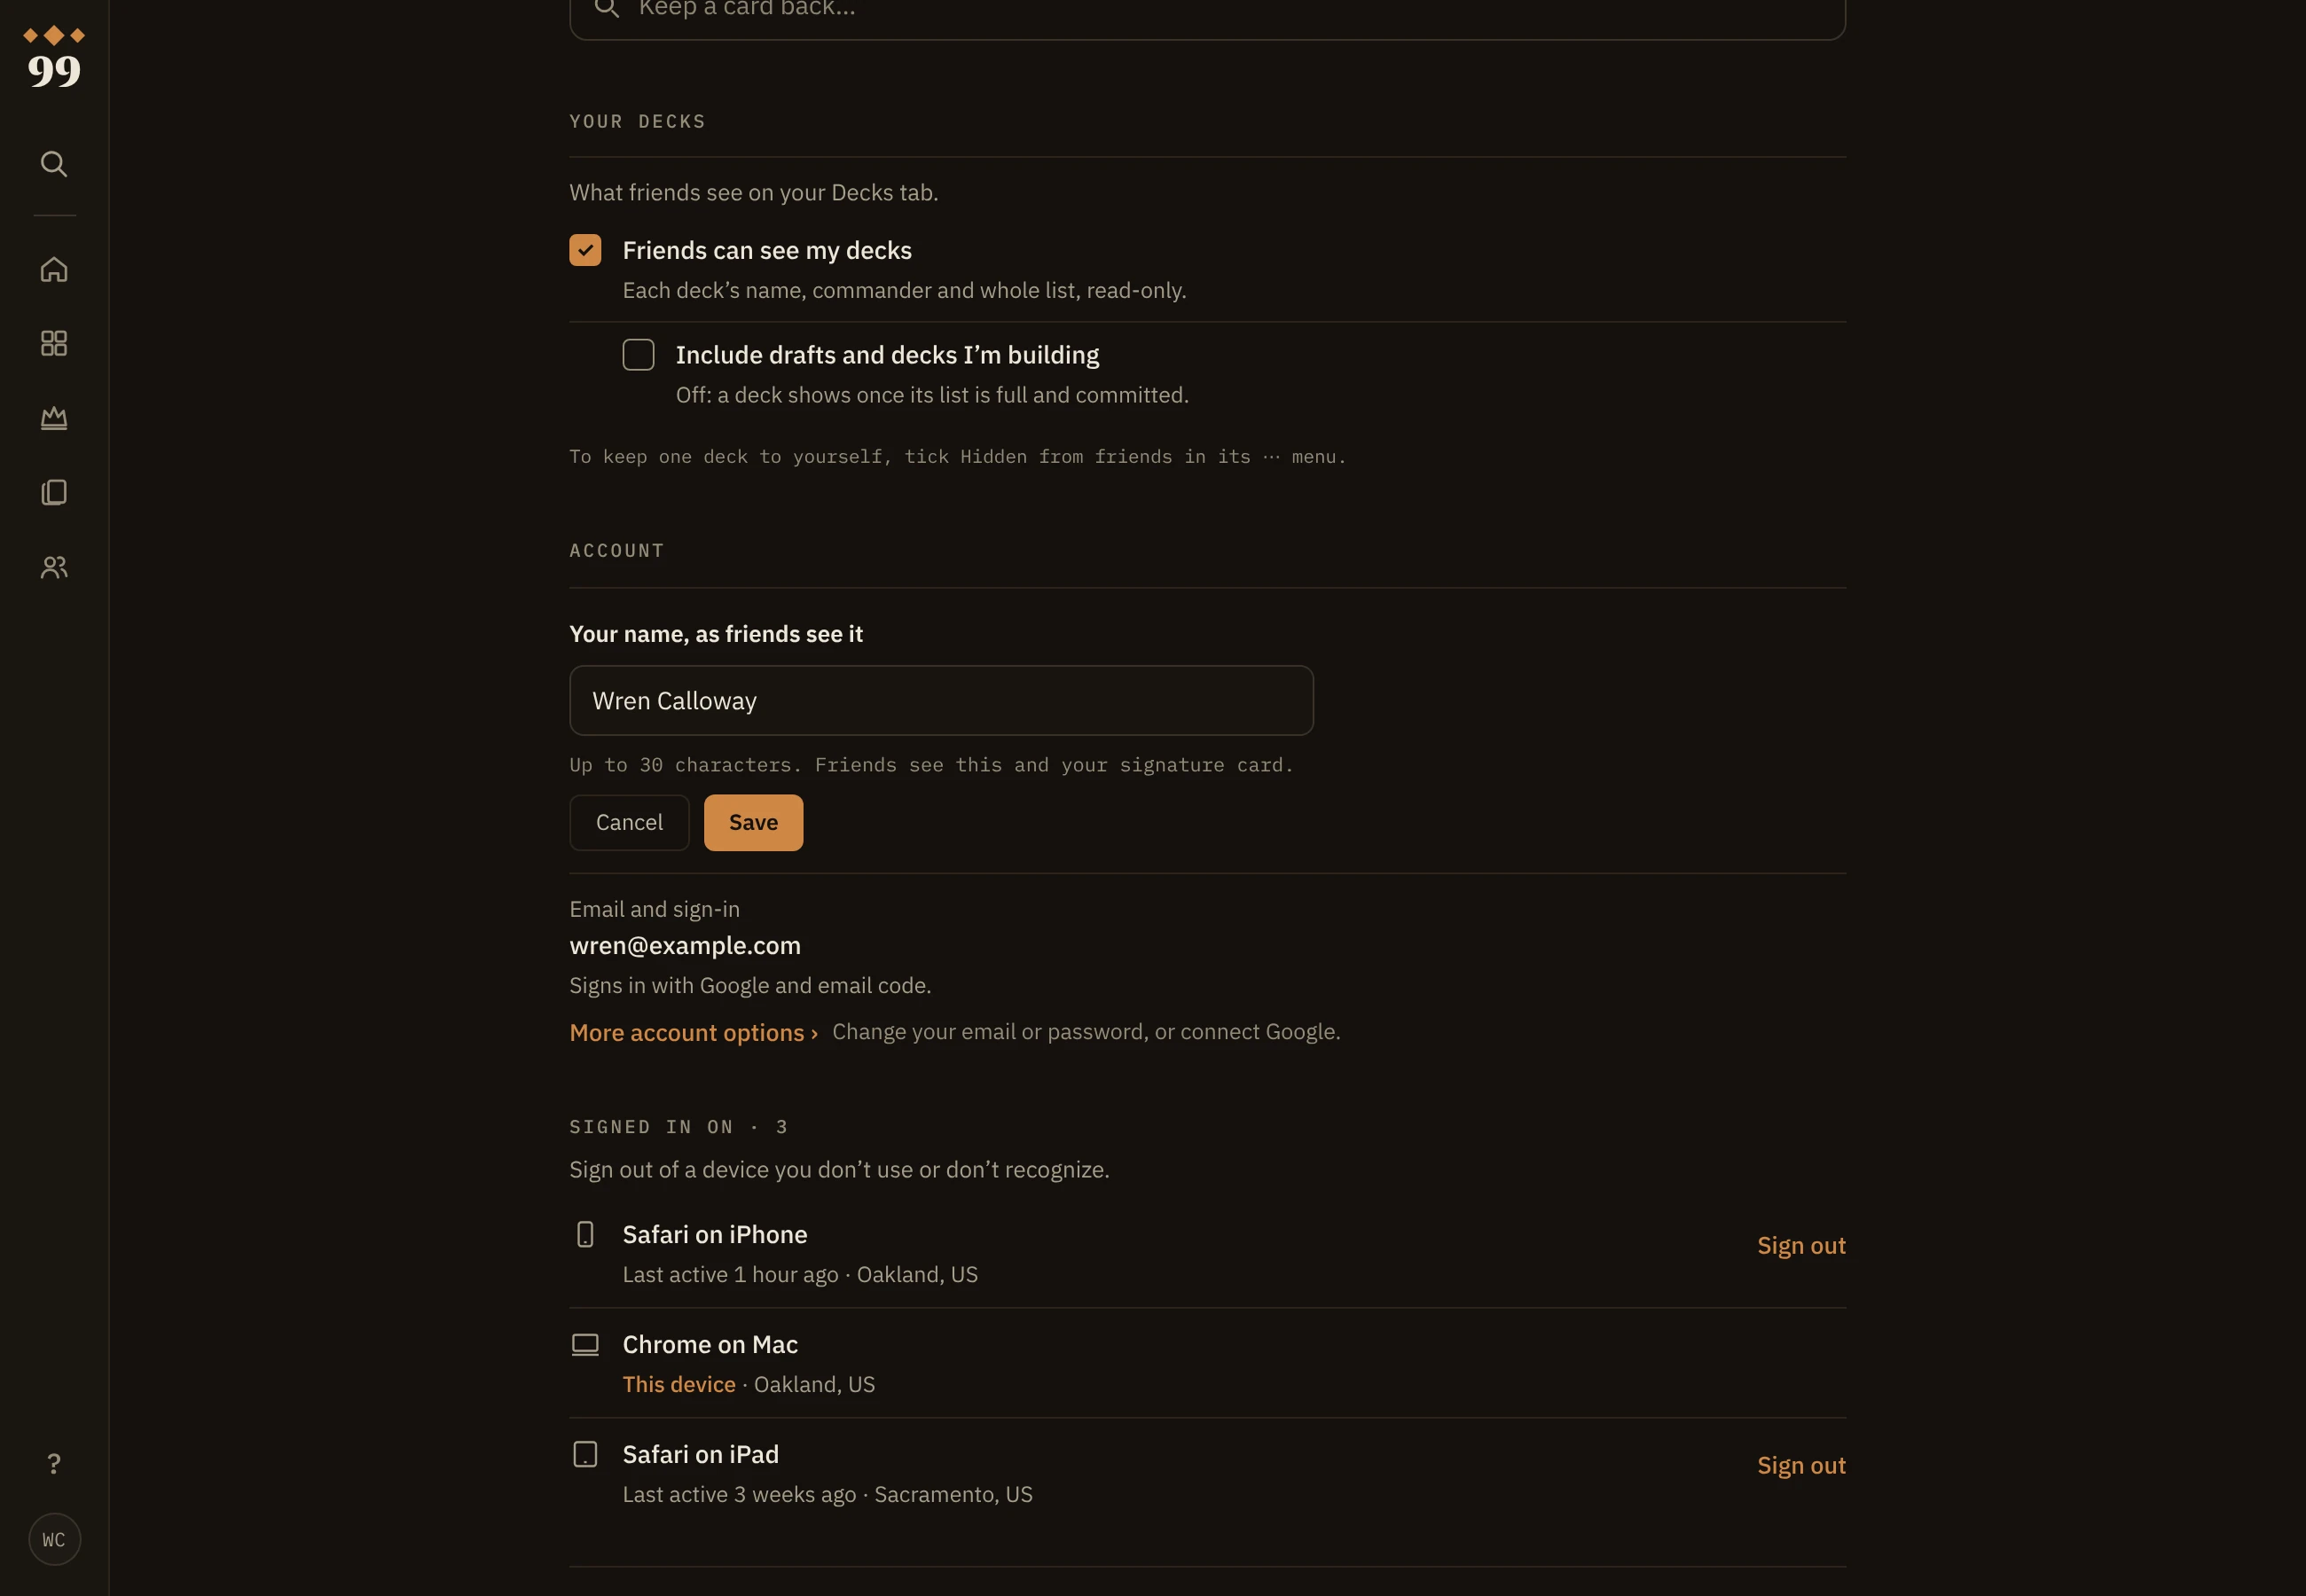 Keep a card back…
99
YOUR DECKS
What friends see on your Decks tab.
Friends can see my decks
Each deck’s name, commander and whole list, read-only.
Include drafts and decks I’m building
Off: a deck shows once its list is full and committed.
To keep one deck to yourself, tick Hidden from friends in its ⋯ menu.
ACCOUNT
Your name, as friends see it
Wren Calloway
Up to 30 characters. Friends see this and your signature card.
Cancel Save
Email and sign-in
wren@example.com
Signs in with Google and email code.
More account options › Change your email or password, or connect Google.
SIGNED IN ON · 3
Sign out of a device you don’t use or don’t recognize.
Safari on iPhone
Sign out
Last active 1 hour ago · Oakland, US
Chrome on Mac
This device · Oakland, US
Safari on iPad
Sign out
Last active 3 weeks ago · Sacramento, US
?
WC